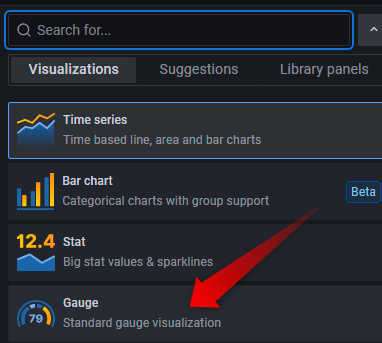 Search for...
Visualizations Suggestions Library panels
Time series
Time based line, area and bar charts
Bar chart
Categorical charts with group support
Beta
12.4 Stat
Big stat values & sparklines
Gauge
79
Standard gauge visualization